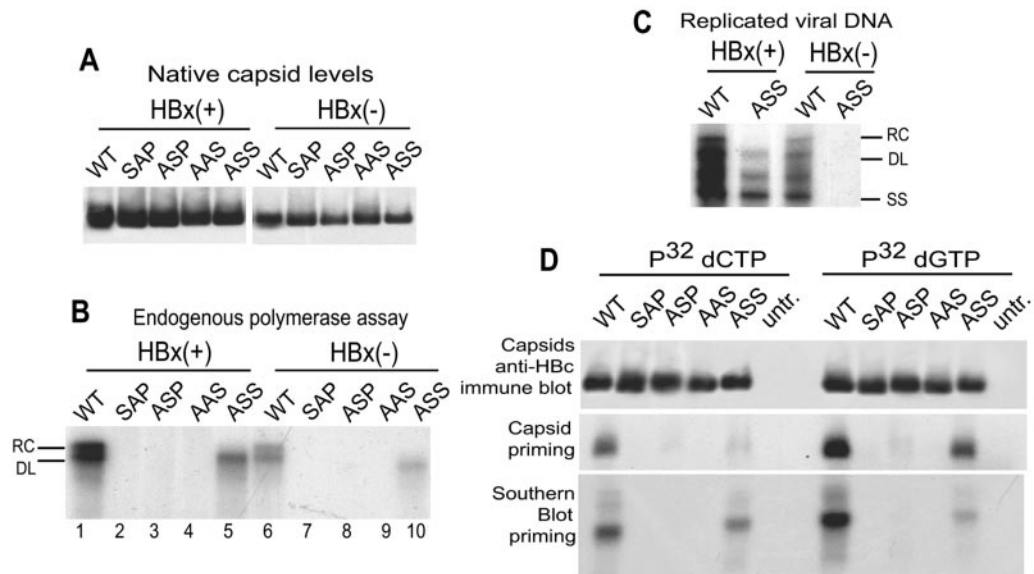 A
Native capsid levels
HBx(+) HBx(-)
WT SAP ASP AAS ASS WT SAP ASP AAS ASS
B
Endogenous polymerase assay
HBx(+) HBx(-)
WT SAP ASP AAS ASS WT SAP ASP AAS ASS
RC
DL
1 2 3 4 5 6 7 8 9 10
C
Replicated viral DNA
HBx(+) HBx(-)
WT ASS WT ASS
RC
DL
SS
D
P32 dCTP P32 dGTP
WT SAP ASP AAS ASS untr. WT SAP ASP AAS ASS untr.
Capsids
anti-HBc
immune blot
Capsid
priming
Southern
Blot
priming